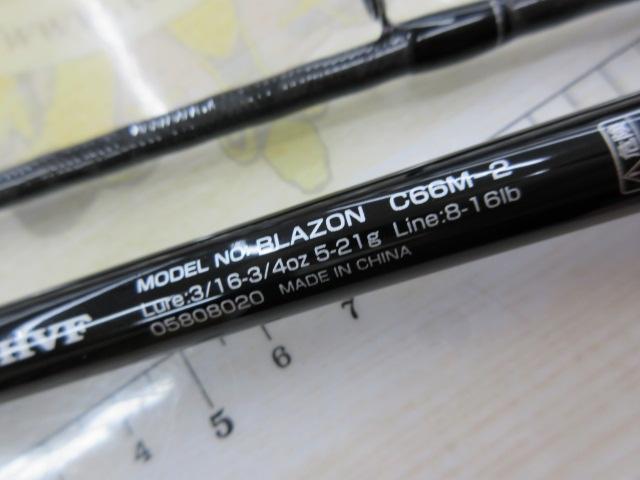 MODEL NO. BLAZON C66M-2
Lure:3/16-3/4oz 5-21g Line:8-16lb
05808020 MADE IN CHINA
HVF
4
5
6
7